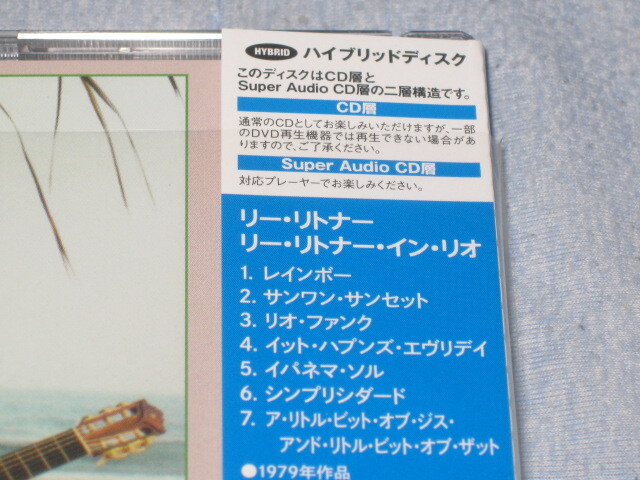 HYBRID ハイブリッドディスク
このディスクはCD層と
Super Audio CD層の二層構造です。
CD層
通常のCDとしてお楽しみいただけますが、一部
のDVD再生機器では再生できない場合があ
りますので、ご了承ください。
Super Audio CD層
対応プレーヤーでお楽しみください。
リー・リトナー
リー・リトナー・イン・リオ
1. レインボー
2. サンワン・サンセット
3. リオ・ファンク
4. イット・ハプンズ・エヴリデイ
5. イパネマ・ソル
6. シンプリシダード
7. ア・リトル・ビット・オブ・ジス・
アンド・リトル・ビット・オブ・ザット
●1979年作品